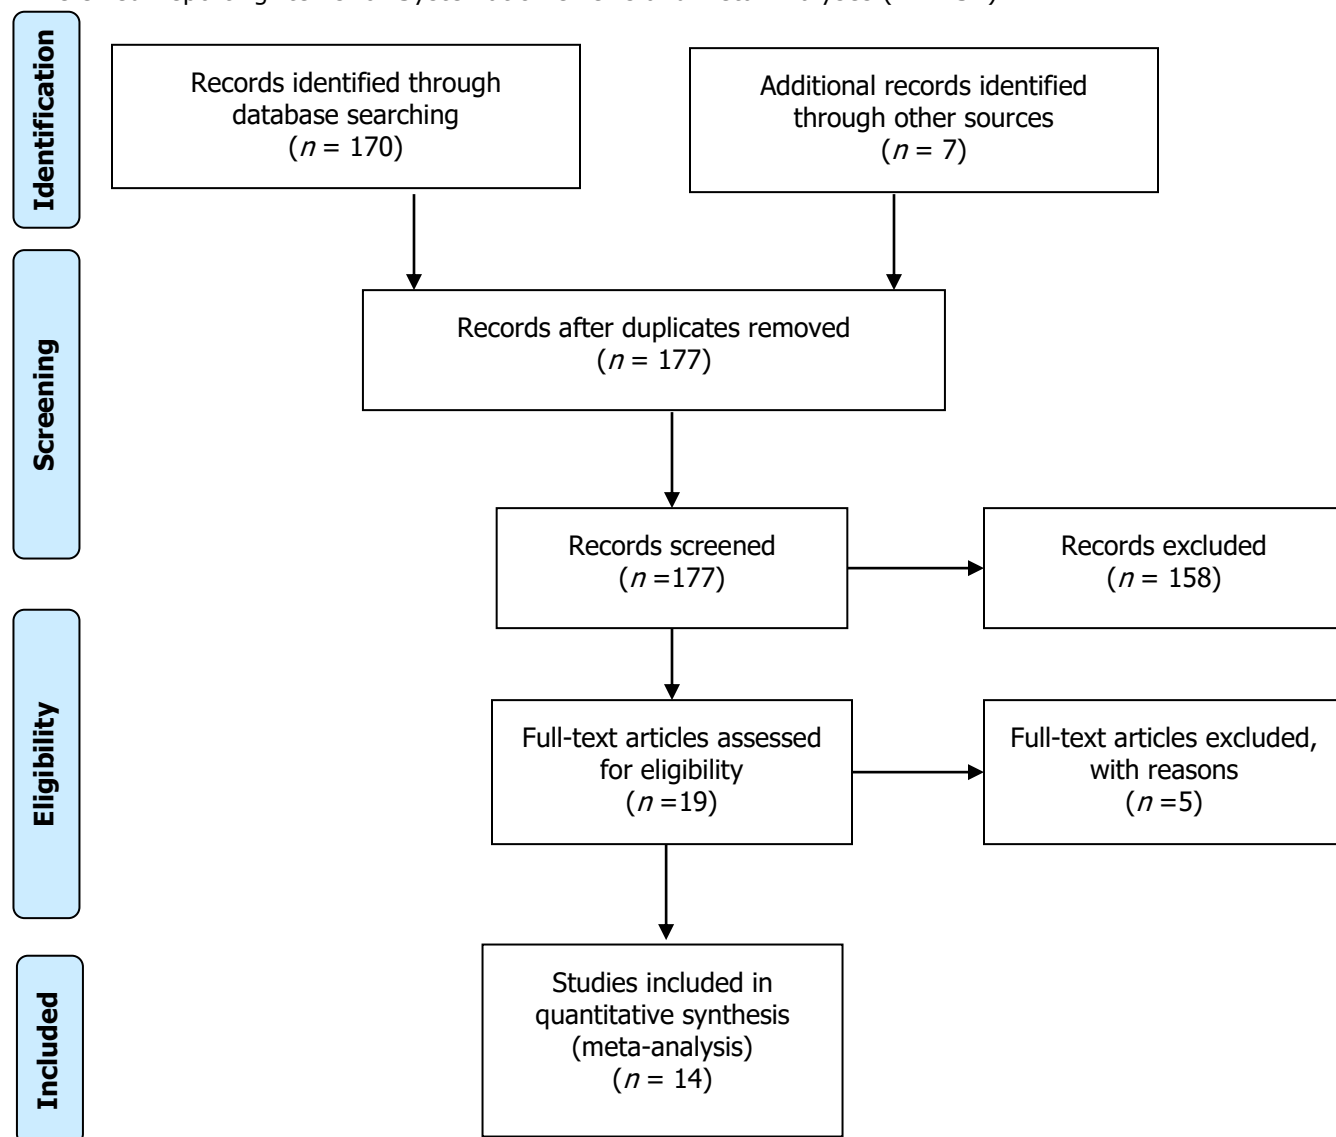 Identification
Records identified through
database searching
(n = 170)
Additional records identified
through other sources
(n = 7)
Screening
Records after duplicates removed
(n = 177)
Records screened
(n =177)
Records excluded
(n = 158)
Eligibility
Full-text articles assessed
for eligibility
(n =19)
Full-text articles excluded,
with reasons
(n =5)
Included
Studies included in
quantitative synthesis
(meta-analysis)
(n = 14)